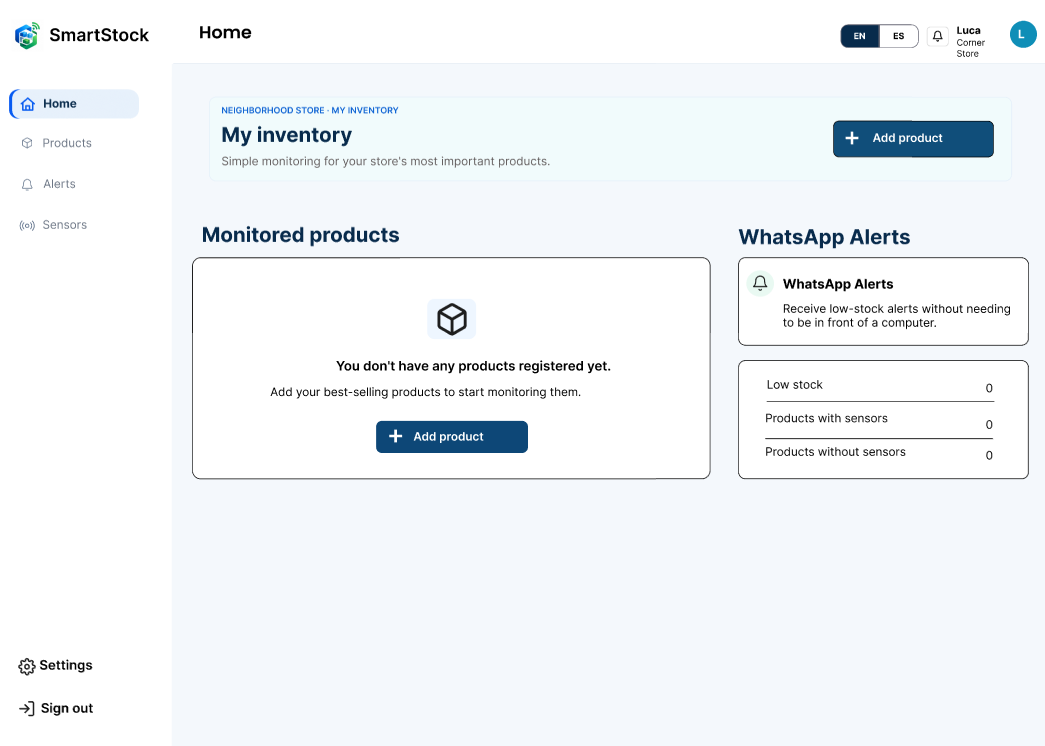 SmartStock
Home
EN
ES
Luca
Corner
Store
L
Home
Products
Alerts
Sensors
Settings
Sign out
NEIGHBORHOOD STORE · MY INVENTORY
My inventory
Simple monitoring for your store's most important products.
Add product
Monitored products
You don't have any products registered yet.
Add your best-selling products to start monitoring them.
Add product
WhatsApp Alerts
WhatsApp Alerts
Receive low-stock alerts without needing
to be in front of a computer.
Low stock 0
Products with sensors 0
Products without sensors 0